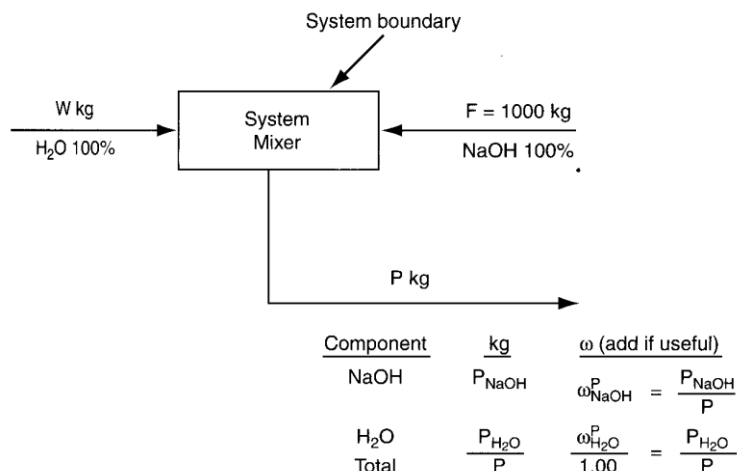 System boundary
W kg
H₂O 100%
System
Mixer
F = 1000 kg
NaOH 100%
P kg
Component kg ω (add if useful)
NaOH P_NaOH ω^P_NaOH = P_NaOH / P
H₂O P_H₂O ω^P_H₂O = P_H₂O / P
Total P 1.00